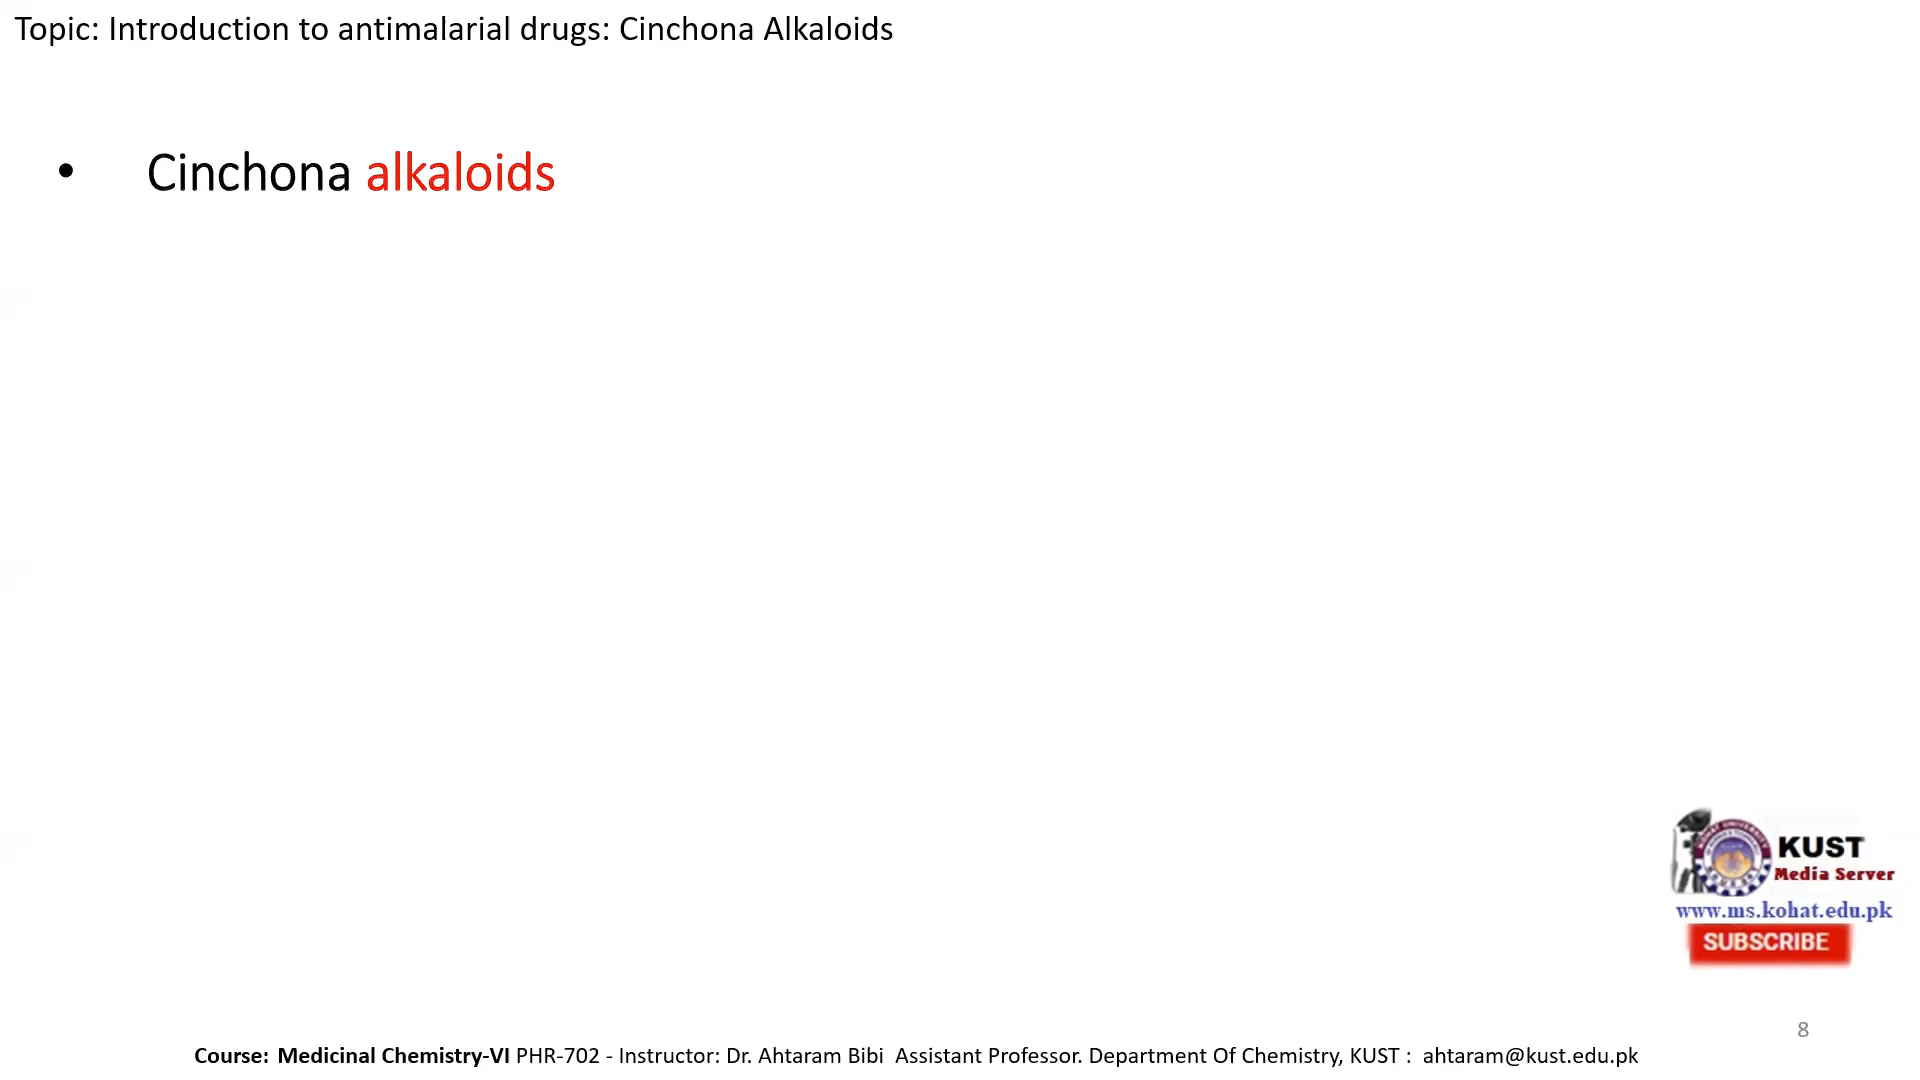 Topic: Introduction to antimalarial drugs: Cinchona Alkaloids
• Cinchona alkaloids
KUST
Media Server
www.ms.kohat.edu.pk
SUBSCRIBE
8
Course: Medicinal Chemistry-VI PHR-702 - Instructor: Dr. Ahtaram Bibi Assistant Professor. Department Of Chemistry, KUST : ahtaram@kust.edu.pk